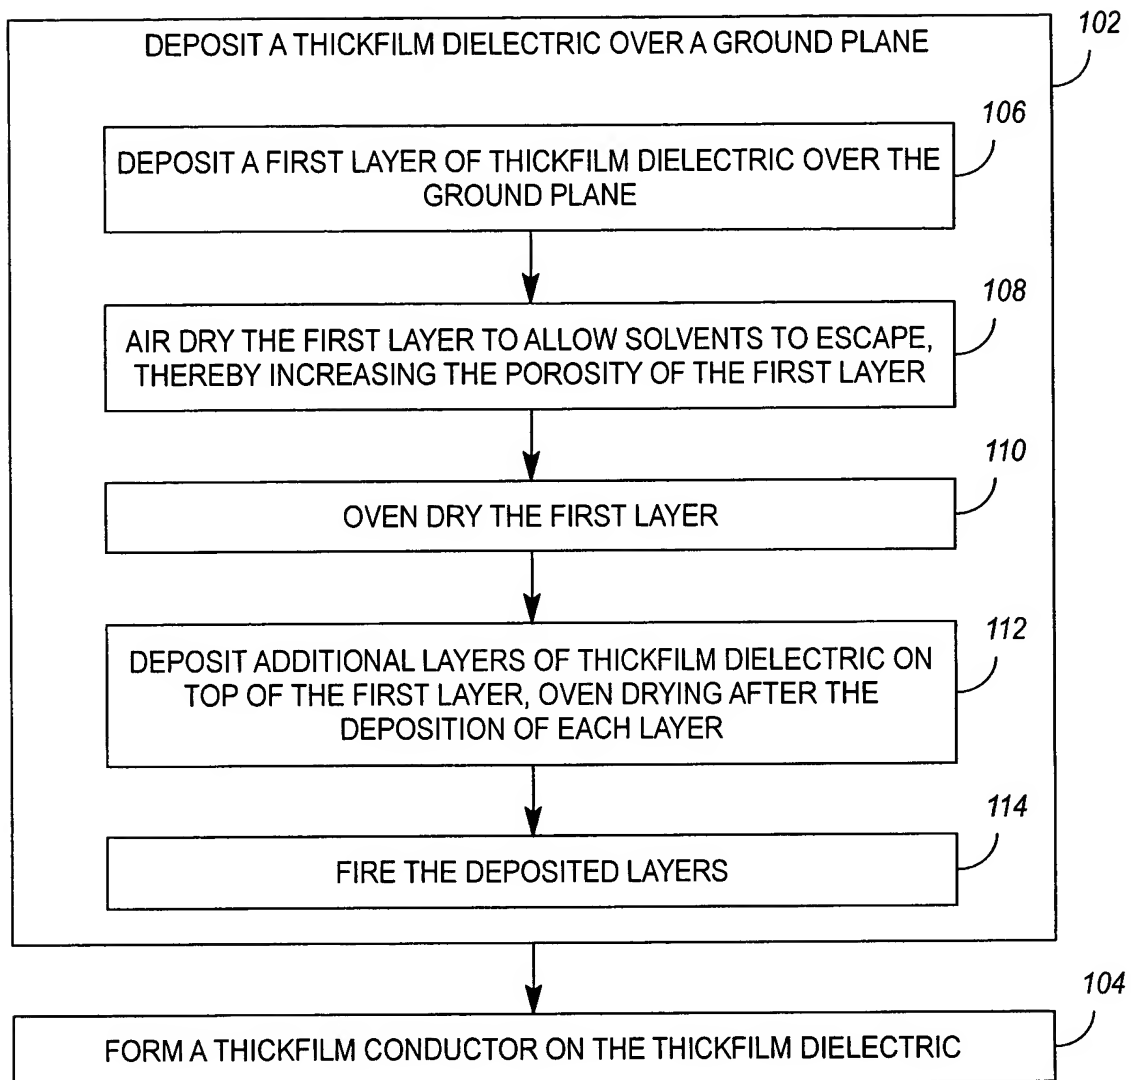 DEPOSIT A THICKFILM DIELECTRIC OVER A GROUND PLANE
102
106
DEPOSIT A FIRST LAYER OF THICKFILM DIELECTRIC OVER THE
GROUND PLANE
108
AIR DRY THE FIRST LAYER TO ALLOW SOLVENTS TO ESCAPE,
THEREBY INCREASING THE POROSITY OF THE FIRST LAYER
110
OVEN DRY THE FIRST LAYER
112
DEPOSIT ADDITIONAL LAYERS OF THICKFILM DIELECTRIC ON
TOP OF THE FIRST LAYER, OVEN DRYING AFTER THE
DEPOSITION OF EACH LAYER
114
FIRE THE DEPOSITED LAYERS
104
FORM A THICKFILM CONDUCTOR ON THE THICKFILM DIELECTRIC